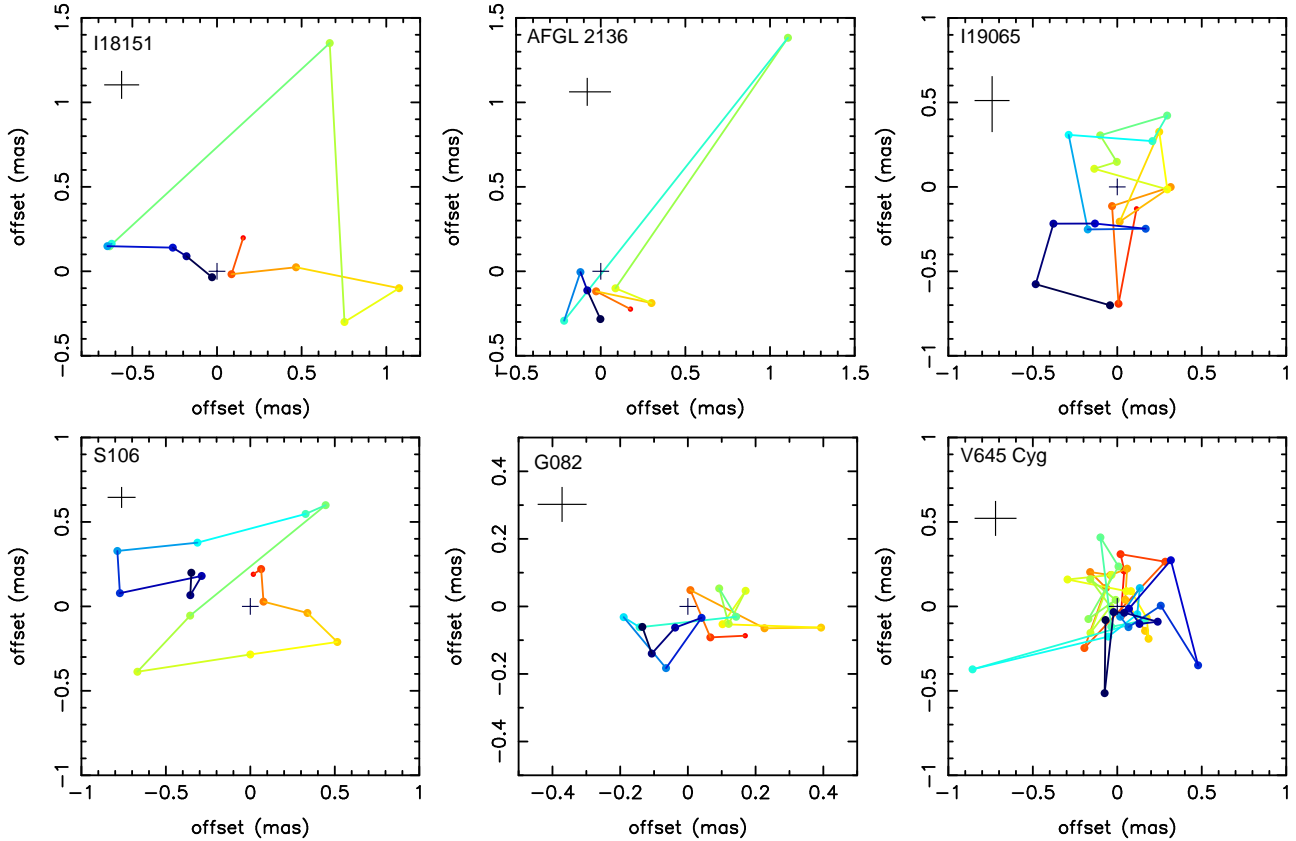 I18151
1.5
1
0.5
0
−0.5
offset (mas)
−0.5 0 0.5 1
offset (mas)
AFGL 2136
1.5
1
0.5
0
−0.5
offset (mas)
−0.5 0 0.5 1 1.5
offset (mas)
I19065
1
0.5
0
−0.5
−1
offset (mas)
−1 −0.5 0 0.5 1
offset (mas)
S106
1
0.5
0
−0.5
−1
offset (mas)
−1 −0.5 0 0.5 1
offset (mas)
G082
0.4
0.2
0
−0.2
−0.4
offset (mas)
−0.4 −0.2 0 0.2 0.4
offset (mas)
V645 Cyg
1
0.5
0
−0.5
−1
offset (mas)
−1 −0.5 0 0.5 1
offset (mas)